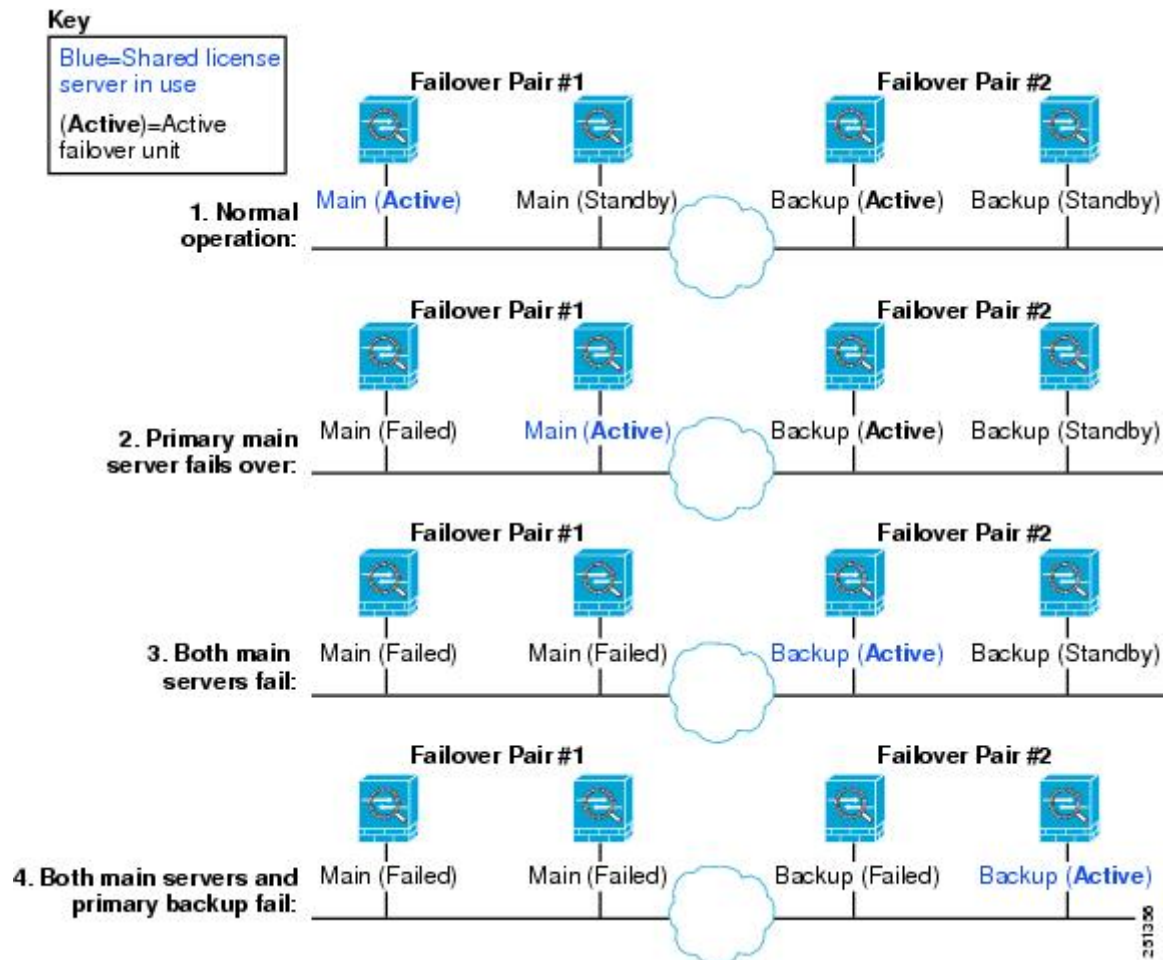 Key
Blue=Shared license
server in use
(Active)=Active
failover unit
Failover Pair #1
Failover Pair #2
1. Normal
operation:
Main (Active)
Main (Standby)
Backup (Active)
Backup (Standby)
Failover Pair #1
Failover Pair #2
2. Primary main
server fails over:
Main (Failed)
Main (Active)
Backup (Active)
Backup (Standby)
Failover Pair #1
Failover Pair #2
3. Both main
servers fail:
Main (Failed)
Main (Failed)
Backup (Active)
Backup (Standby)
Failover Pair #1
Failover Pair #2
4. Both main servers and
primary backup fail:
Main (Failed)
Main (Failed)
Backup (Failed)
Backup (Active)